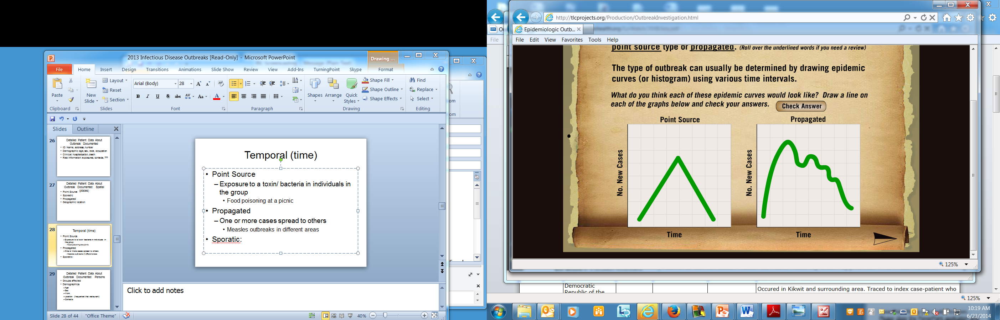 2013 Infectious Disease Outbreaks [Read-Only] - Microsoft PowerPoint
Drawing ...
File Home Insert Design Transitions Animations Slide Show Review View Add-Ins TurningPoint Skype Format
Paste
New
Slide
Layout
Reset
Section
Arial (Body) 28
B I U S abc AV Aa A
Shapes Arrange Quick
Styles
Shape Fill
Shape Outline
Shape Effects
Find
Replace
Select
Clipboard Slides Font Paragraph Drawing Editing
Slides Outline
26
Detailed Patient Data About
Outbreak Documented
• ID: Name, address, number
• Demographic: age, sex, race, occupation
• Clinical: hospitalization, death
• Risk Information: exposures, contacts, ???
27
Detailed Patient Data About
Outbreak Documented: Spatial
(places)
• Point Source
• Sporadic
• Propagated
• Geographic location
28
Temporal (time)
• Point Source
– Exposure to a toxin/ bacteria in individuals in
the group
• Food poisoning at a picnic
• Propagated
– One or more cases spread to others
• Measles outbreaks in different areas
• Sporatic:
29
Detailed Patient Data About
Outbreak Documented: Persons
• Groups affected
• Demographics
– Age
– Sex
– Work
– Location (frequented that restaurant)
– Contacts
Temporal (time)
• Point Source
– Exposure to a toxin/ bacteria in individuals in
the group
• Food poisoning at a picnic
• Propagated
– One or more cases spread to others
• Measles outbreaks in different areas
• Sporatic:
Click to add notes
Slide 28 of 44 "Office Theme" 40%
om
om
http://tlcprojects.org/Production/OutbreakInvestigation.html
CDC
Epidemiologic Outb...
File
File Edit View Favorites Tools Help
point source type or propagated. (Roll over the underlined words if you need a review)
The type of outbreak can usually be determined by drawing epidemic
curves (or histogram) using various time intervals.
What do you think each of these epidemic curves would look like? Draw a line on
each of the graphs below and check your answers.
Check Answer
Point Source
No. New Cases
Time
Propagated
No. New Cases
Time
125%
Democratic
Republic of the
Occured in Kikwit and surrounding area. Traced to index case-patient who
125%
10:19 AM
6/23/2014